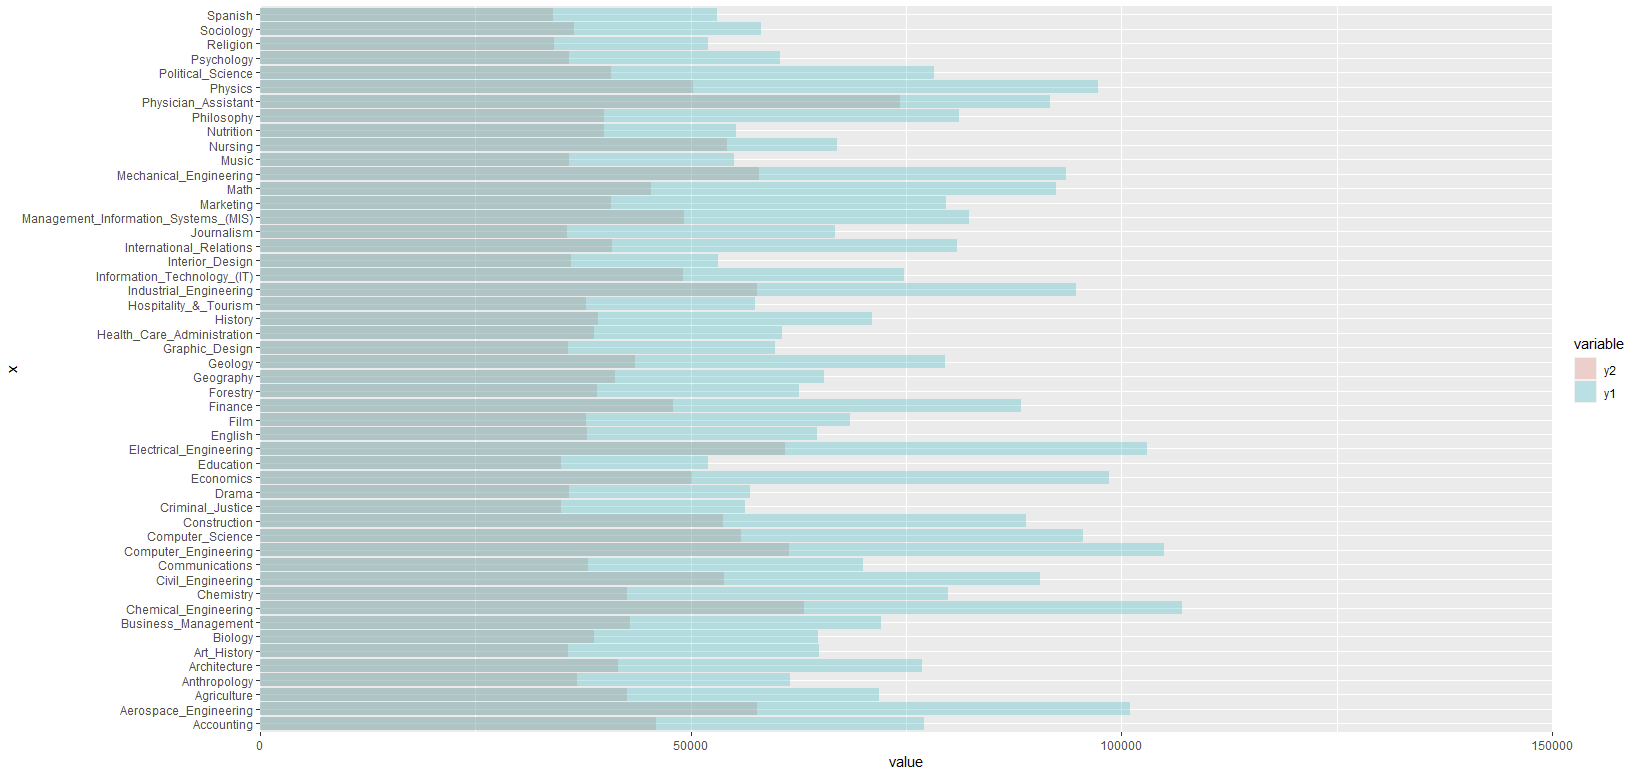 Spanish
Sociology
Religion
Psychology
Political_Science
Physics
Physician_Assistant
Philosophy
Nutrition
Nursing
Music
Mechanical_Engineering
Math
Marketing
Management_Information_Systems_(MIS)
Journalism
International_Relations
Interior_Design
Information_Technology_(IT)
Industrial_Engineering
Hospitality_&_Tourism
History
Health_Care_Administration
Graphic_Design
Geology
Geography
Forestry
Finance
Film
English
Electrical_Engineering
Education
Economics
Drama
Criminal_Justice
Construction
Computer_Science
Computer_Engineering
Communications
Civil_Engineering
Chemistry
Chemical_Engineering
Business_Management
Biology
Art_History
Architecture
Anthropology
Agriculture
Aerospace_Engineering
Accounting
x
0 50000 100000 150000
value
variable
y2
y1